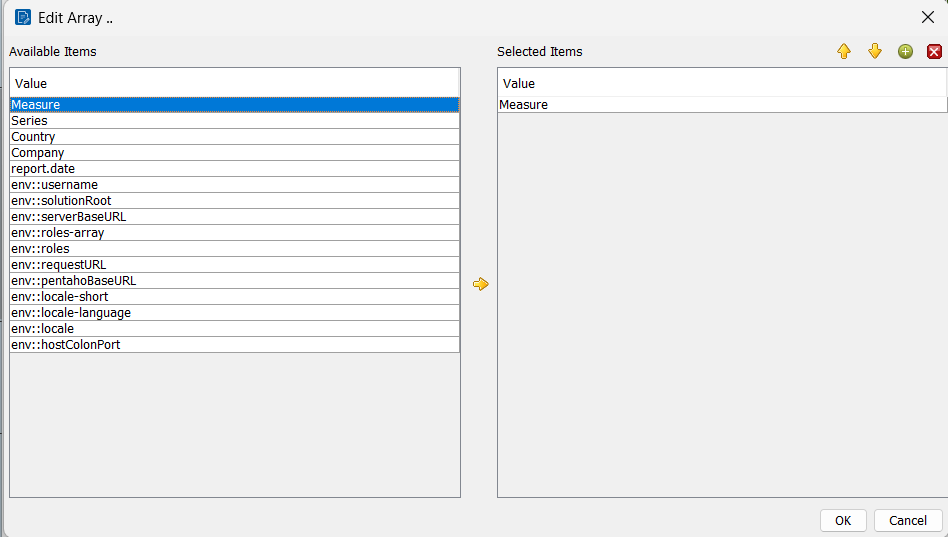 Edit Array ..
Available Items
Selected Items
Value
Measure
Series
Country
Company
report.date
env::username
env::solutionRoot
env::serverBaseURL
env::roles-array
env::roles
env::requestURL
env::pentahoBaseURL
env::locale-short
env::locale-language
env::locale
env::hostColonPort
Value
Measure
OK
Cancel